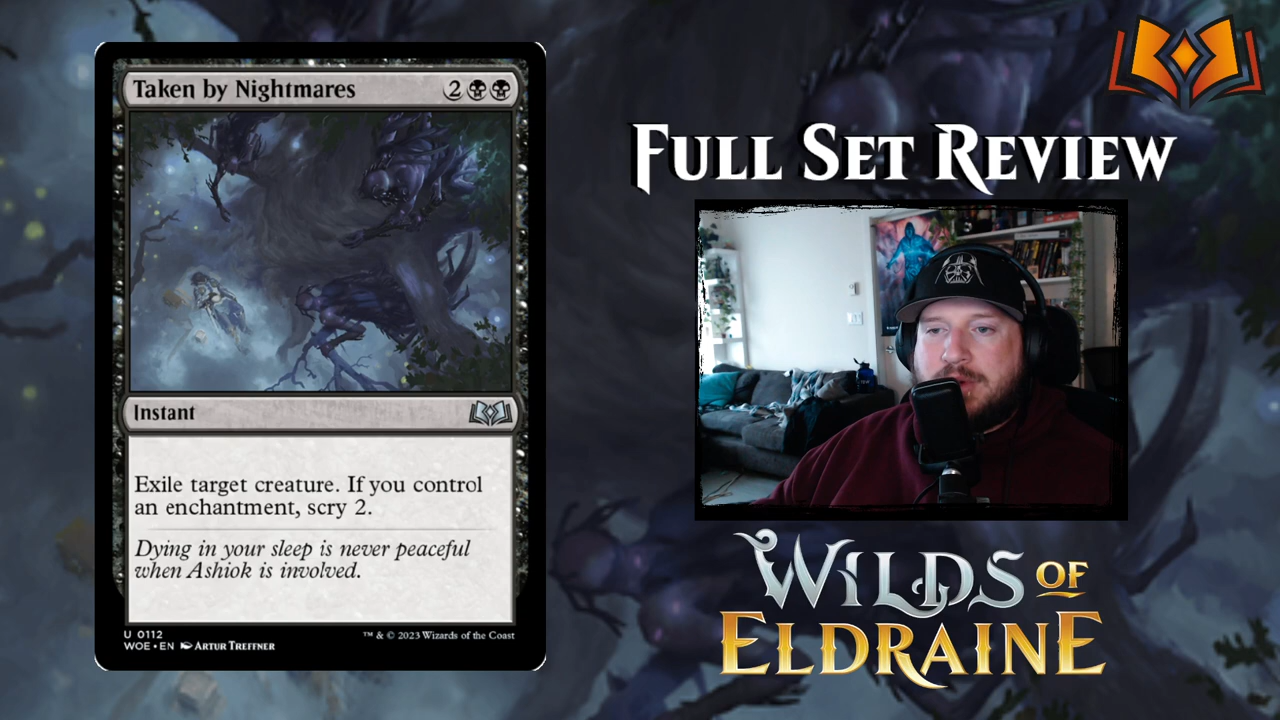 Taken by Nightmares 2
Instant
Exile target creature. If you control
an enchantment, scry 2.
Dying in your sleep is never peaceful
when Ashiok is involved.
U 0112
WOE • EN Artur Treffner
™ & © 2023 Wizards of the Coast
Full Set Review
Wilds of
Eldraine